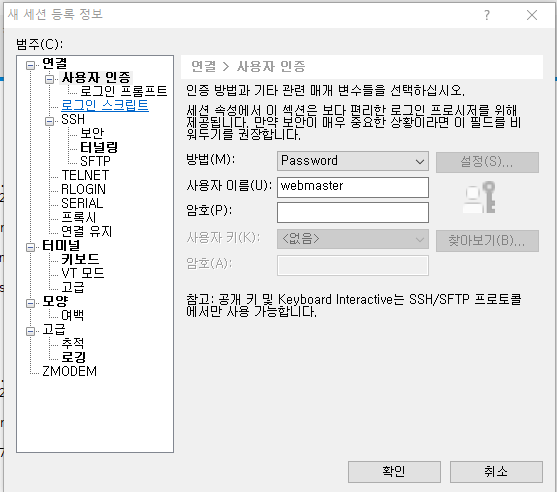 새 세션 등록 정보
?
범주(C):
연결
사용자 인증
로그인 프롬프트
로그인 스크립트
SSH
보안
터널링
SFTP
TELNET
RLOGIN
SERIAL
프록시
연결 유지
터미널
키보드
VT 모드
고급
모양
여백
고급
추적
로깅
ZMODEM
연결 > 사용자 인증
인증 방법과 기타 관련 매개 변수들을 선택하십시오.
세션 속성에서 이 섹션은 보다 편리한 로그인 프로시저를 위해
제공됩니다. 만약 보안이 매우 중요한 상황이라면 이 필드를 비
워두기를 권장합니다.
방법(M): Password 설정(S)...
사용자 이름(U): webmaster
암호(P):
사용자 키(K): <없음> 찾아보기(B)...
암호(A):
참고: 공개 키 및 Keyboard Interactive는 SSH/SFTP 프로토콜
에서만 사용 가능합니다.
확인 취소